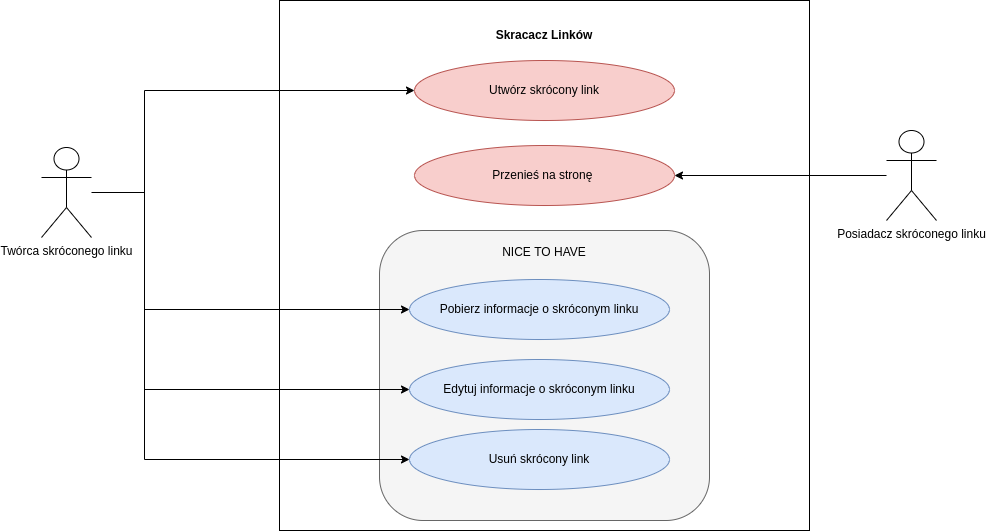 Skracacz Linków
Utwórz skrócony link
Przenieś na stronę
Twórca skróconego linku
Posiadacz skróconego linku
NICE TO HAVE
Pobierz informacje o skróconym linku
Edytuj informacje o skróconym linku
Usuń skrócony link